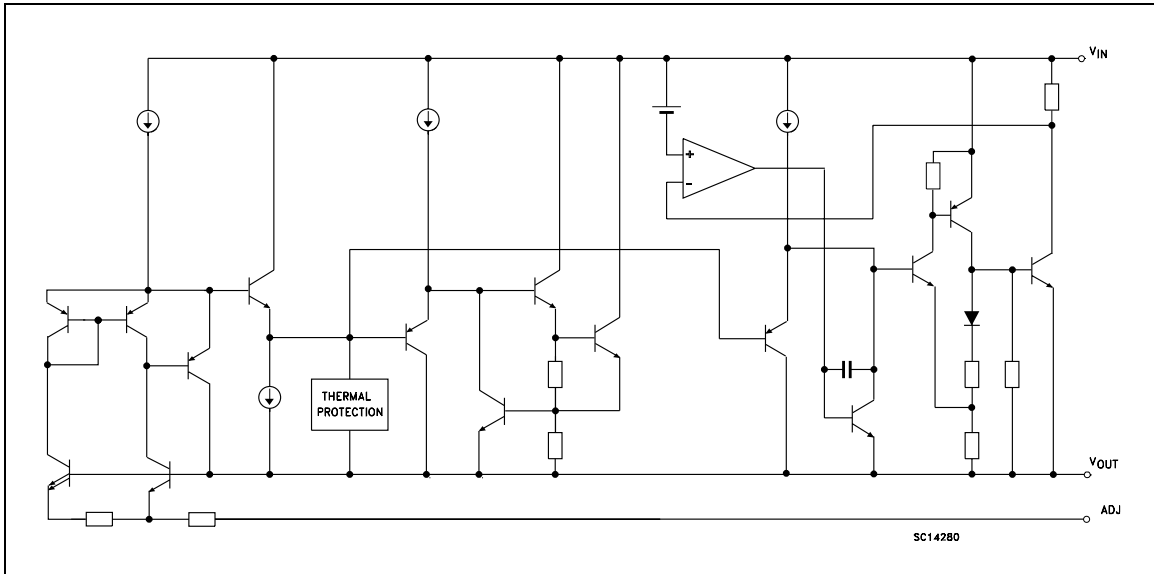 VIN
+
-
THERMAL
PROTECTION
VOUT
ADJ
SC14280